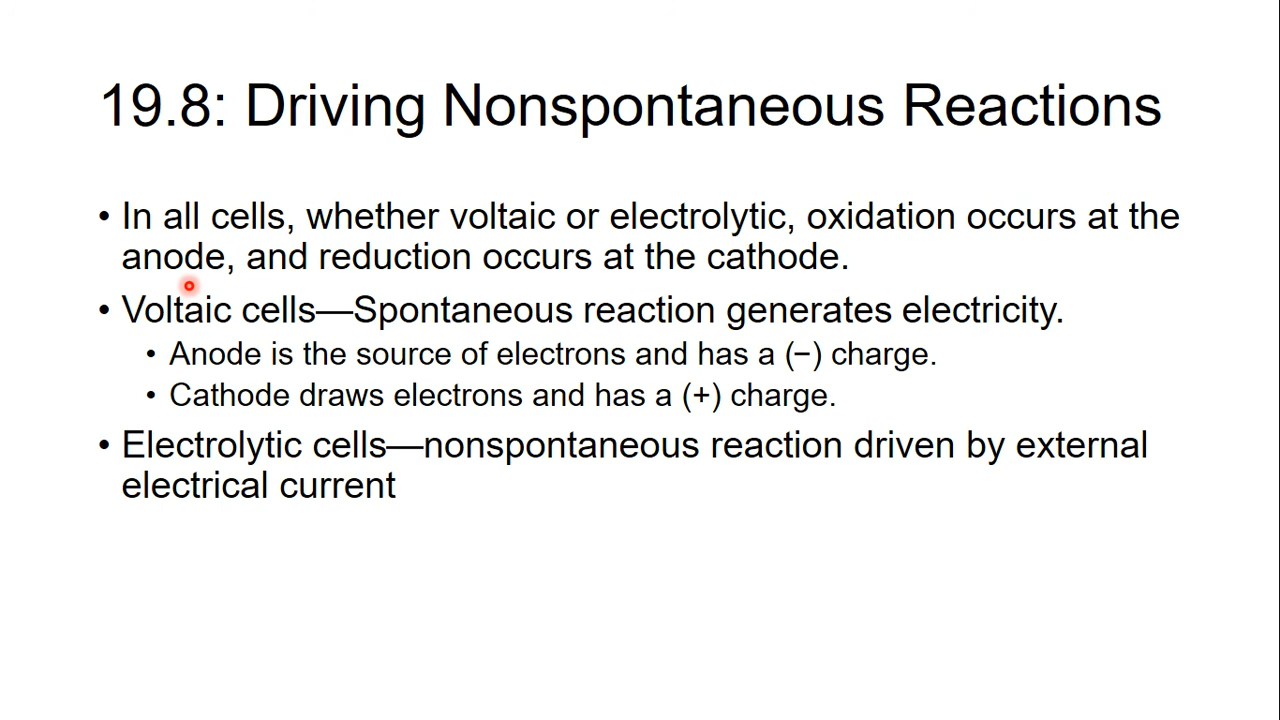 19.8: Driving Nonspontaneous Reactions
• In all cells, whether voltaic or electrolytic, oxidation occurs at the
anode, and reduction occurs at the cathode.
• Voltaic cells—Spontaneous reaction generates electricity.
• Anode is the source of electrons and has a (−) charge.
• Cathode draws electrons and has a (+) charge.
• Electrolytic cells—nonspontaneous reaction driven by external
electrical current